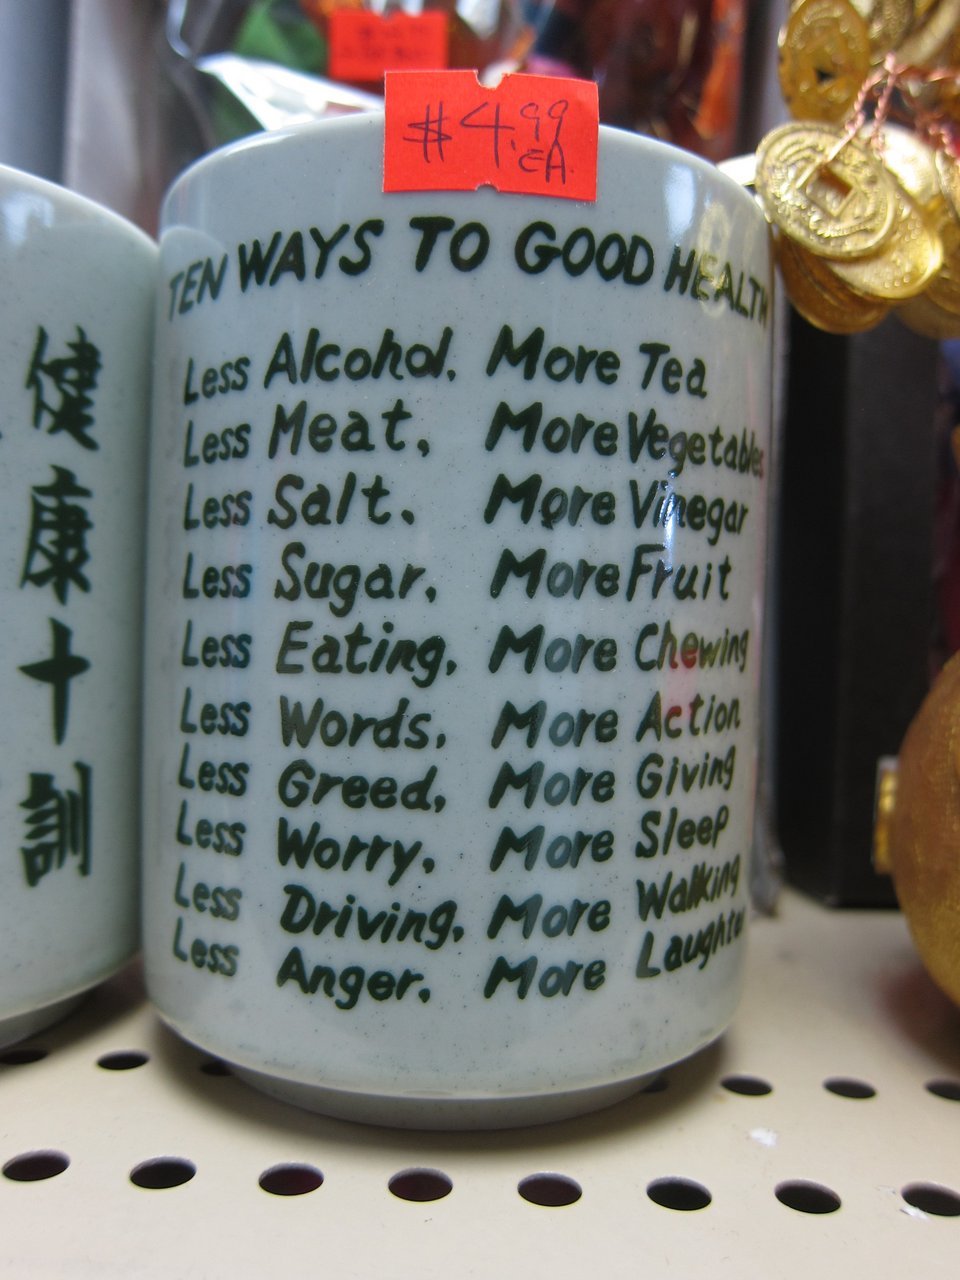 $4.99
EA
TEN WAYS TO GOOD HEALTH
Less Alcohol, More Tea
Less Meat, More Vegetables
Less Salt, More Vinegar
Less Sugar, More Fruit
Less Eating, More Chewing
Less Words, More Action
Less Greed, More Giving
Less Worry, More Sleep
Less Driving, More Walking
Less Anger, More Laughter
健康十訓